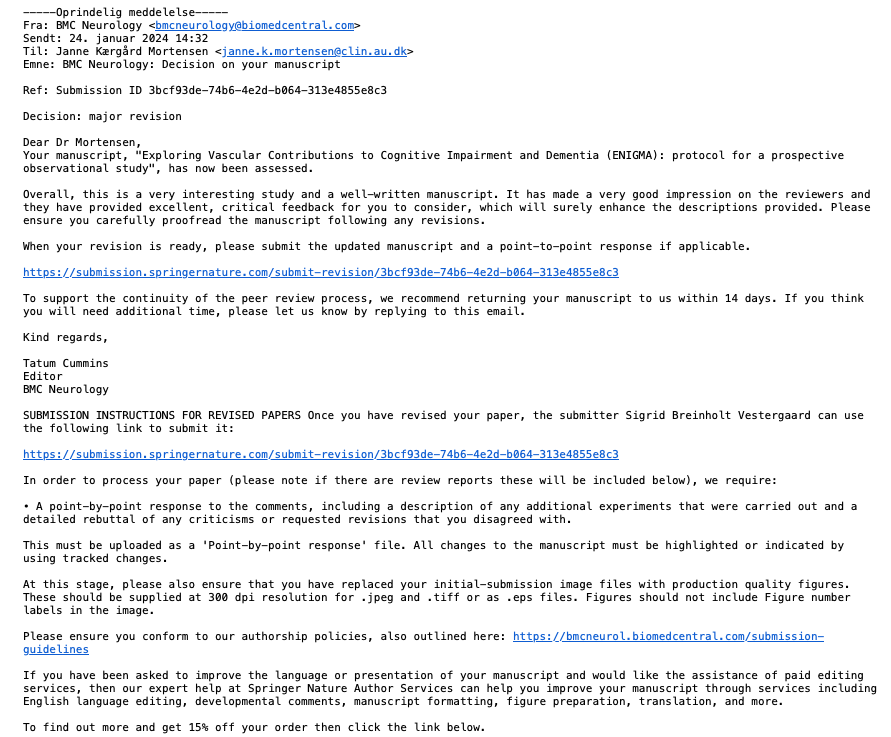 -----Oprindelig meddelelse-----
Fra: BMC Neurology <bmcneurology@biomedcentral.com>
Sendt: 24. januar 2024 14:32
Til: Janne Kærgård Mortensen <janne.k.mortensen@clin.au.dk>
Emne: BMC Neurology: Decision on your manuscript
Ref: Submission ID 3bcf93de-74b6-4e2d-b064-313e4855e8c3
Decision: major revision
Dear Dr Mortensen,
Your manuscript, "Exploring Vascular Contributions to Cognitive Impairment and Dementia (ENIGMA): protocol for a prospective
observational study", has now been assessed.
Overall, this is a very interesting study and a well-written manuscript. It has made a very good impression on the reviewers and
they have provided excellent, critical feedback for you to consider, which will surely enhance the descriptions provided. Please
ensure you carefully proofread the manuscript following any revisions.
When your revision is ready, please submit the updated manuscript and a point-to-point response if applicable.
https://submission.springernature.com/submit-revision/3bcf93de-74b6-4e2d-b064-313e4855e8c3
To support the continuity of the peer review process, we recommend returning your manuscript to us within 14 days. If you think
you will need additional time, please let us know by replying to this email.
Kind regards,
Tatum Cummins
Editor
BMC Neurology
SUBMISSION INSTRUCTIONS FOR REVISED PAPERS Once you have revised your paper, the submitter Sigrid Breinholt Vestergaard can use
the following link to submit it:
https://submission.springernature.com/submit-revision/3bcf93de-74b6-4e2d-b064-313e4855e8c3
In order to process your paper (please note if there are review reports these will be included below), we require:
• A point-by-point response to the comments, including a description of any additional experiments that were carried out and a
detailed rebuttal of any criticisms or requested revisions that you disagreed with.
This must be uploaded as a 'Point-by-point response' file. All changes to the manuscript must be highlighted or indicated by
using tracked changes.
At this stage, please also ensure that you have replaced your initial-submission image files with production quality figures.
These should be supplied at 300 dpi resolution for .jpeg and .tiff or as .eps files. Figures should not include Figure number
labels in the image.
Please ensure you conform to our authorship policies, also outlined here: https://bmcneurol.biomedcentral.com/submission-
guidelines
If you have been asked to improve the language or presentation of your manuscript and would like the assistance of paid editing
services, then our expert help at Springer Nature Author Services can help you improve your manuscript through services including
English language editing, developmental comments, manuscript formatting, figure preparation, translation, and more.
To find out more and get 15% off your order then click the link below.